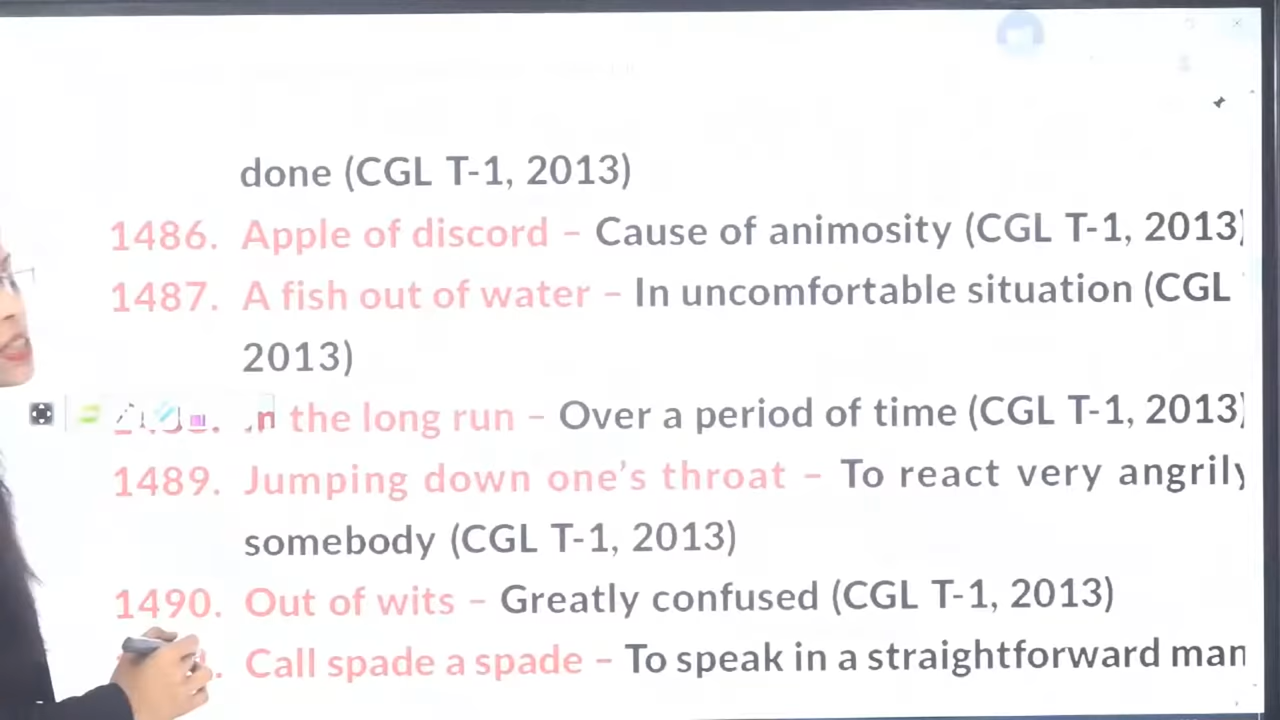 done (CGL T-1, 2013)
1486. Apple of discord – Cause of animosity (CGL T-1, 2013)
1487. A fish out of water – In uncomfortable situation (CGL
2013)
the long run – Over a period of time (CGL T-1, 2013)
1489. Jumping down one's throat – To react very angrily
somebody (CGL T-1, 2013)
1490. Out of wits – Greatly confused (CGL T-1, 2013)
Call spade a spade – To speak in a straightforward man